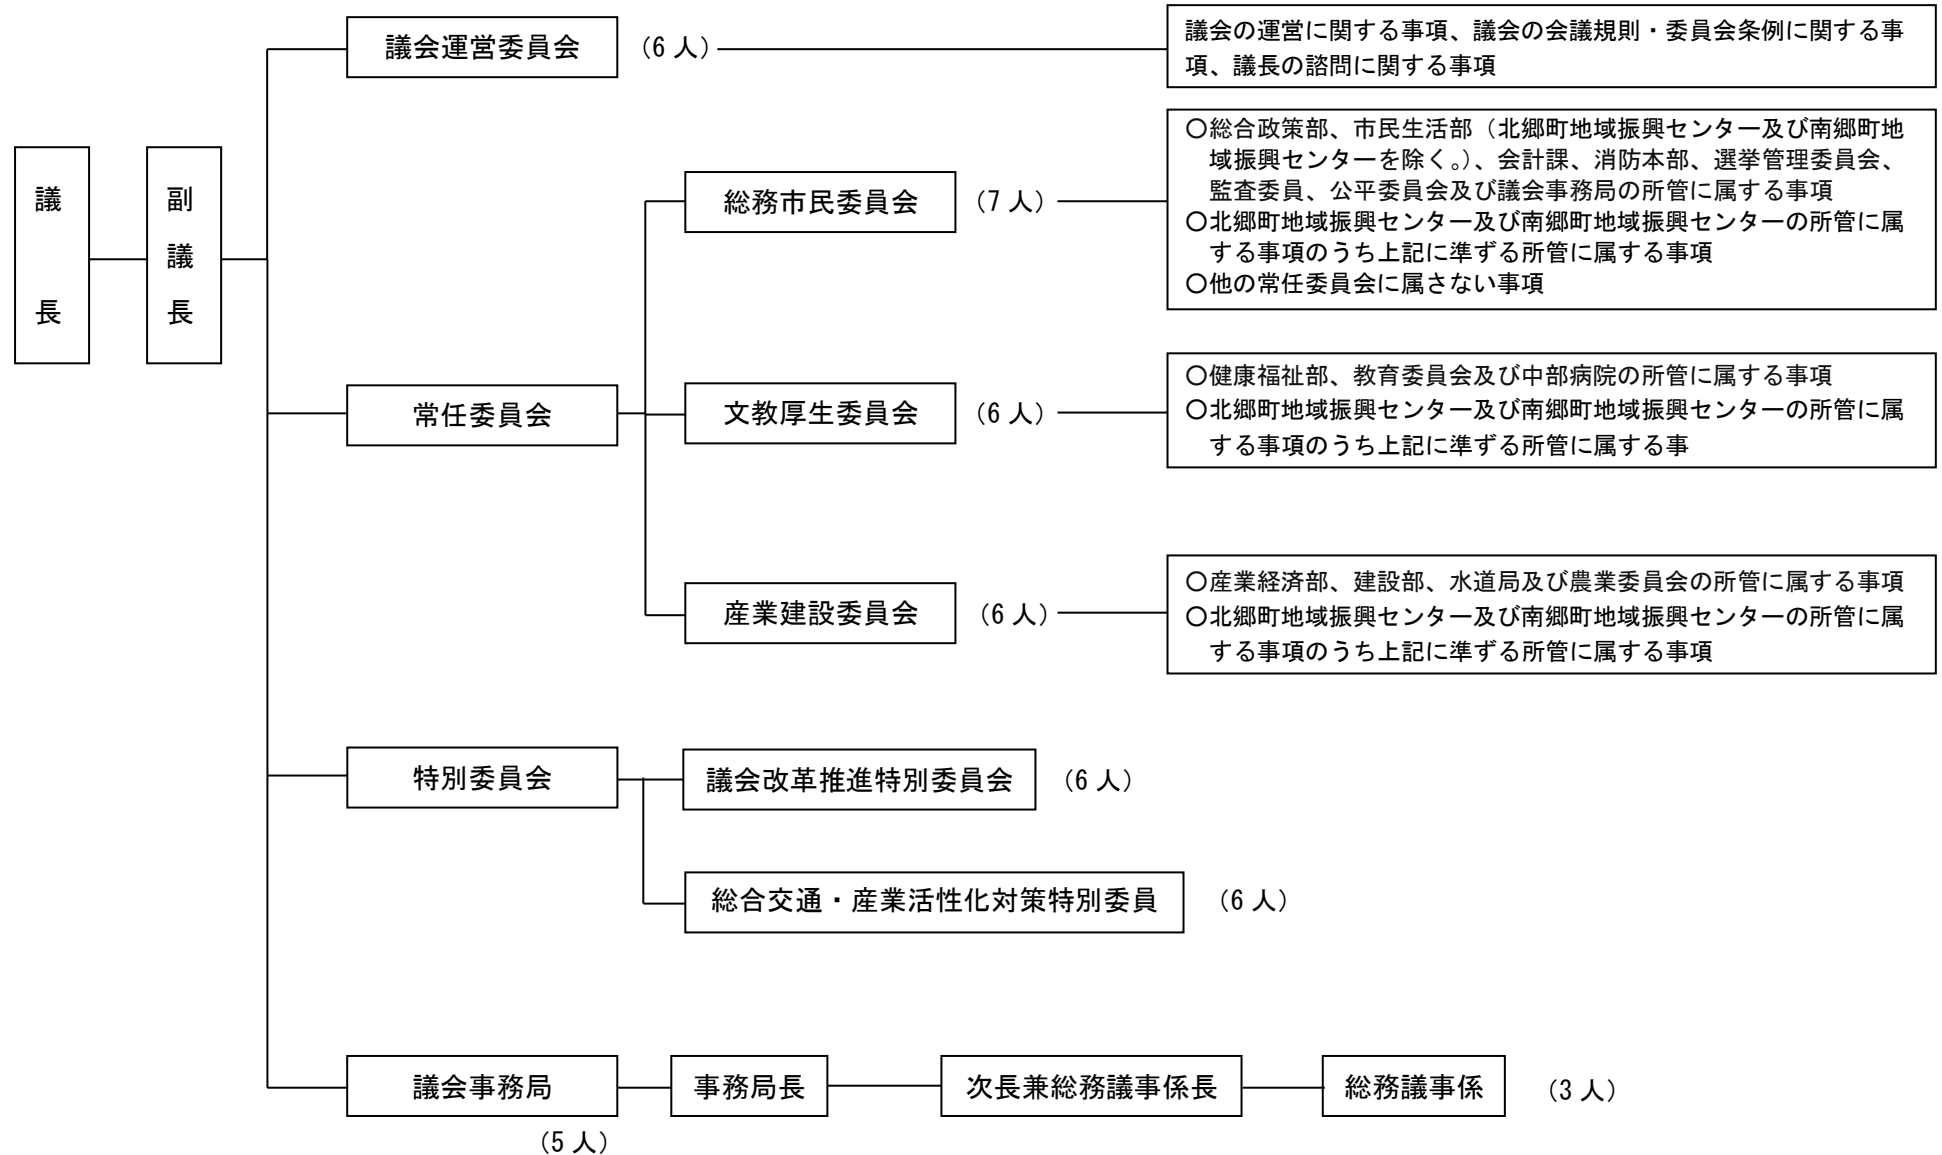 議長
副議長
議会運営委員会 (6 人)
議会の運営に関する事項、議会の会議規則・委員会条例に関する事
項、議長の諮問に関する事項
常任委員会
総務市民委員会 (7 人)
〇総合政策部、市民生活部（北郷町地域振興センター及び南郷町地
域振興センターを除く。）、会計課、消防本部、選挙管理委員会、
監査委員、公平委員会及び議会事務局の所管に属する事項
〇北郷町地域振興センター及び南郷町地域振興センターの所管に属
する事項のうち上記に準ずる所管に属する事項
〇他の常任委員会に属さない事項
文教厚生委員会 (6 人)
〇健康福祉部、教育委員会及び中部病院の所管に属する事項
〇北郷町地域振興センター及び南郷町地域振興センターの所管に属
する事項のうち上記に準ずる所管に属する事
産業建設委員会 (6 人)
〇産業経済部、建設部、水道局及び農業委員会の所管に属する事項
〇北郷町地域振興センター及び南郷町地域振興センターの所管に属
する事項のうち上記に準ずる所管に属する事項
特別委員会
議会改革推進特別委員会 (6 人)
総合交通・産業活性化対策特別委員 (6 人)
議会事務局
(5 人)
事務局長
次長兼総務議事係長
総務議事係 (3 人)